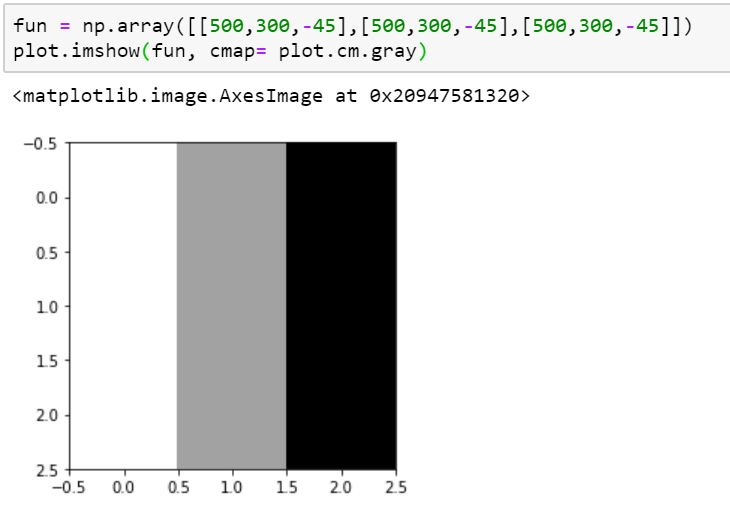 fun = np.array([[500,300,-45],[500,300,-45],[500,300,-45]])
plot.imshow(fun, cmap= plot.cm.gray)
<matplotlib.image.AxesImage at 0x20947581320>
−0.5
0.0
0.5
1.0
1.5
2.0
2.5
−0.5 0.0 0.5 1.0 1.5 2.0 2.5